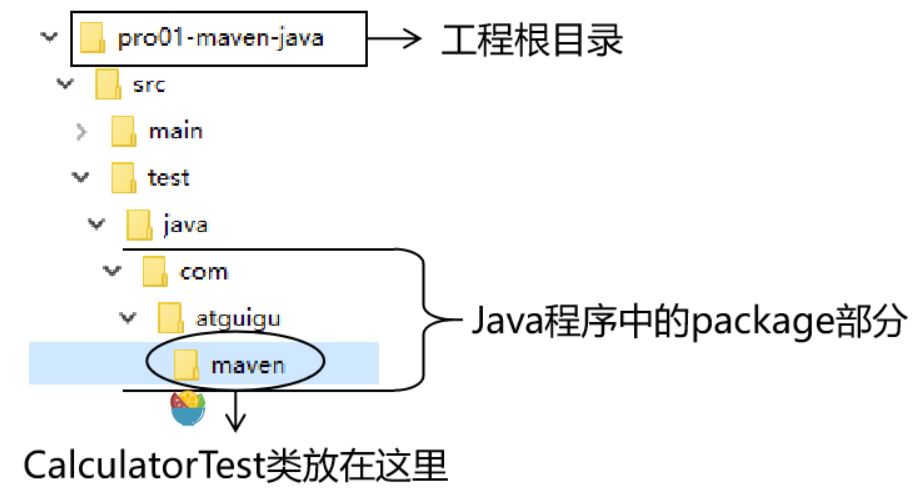 pro01-maven-java
工程根目录
src
main
test
java
com
atguigu
Java程序中的package部分
maven
CalculatorTest类放在这里